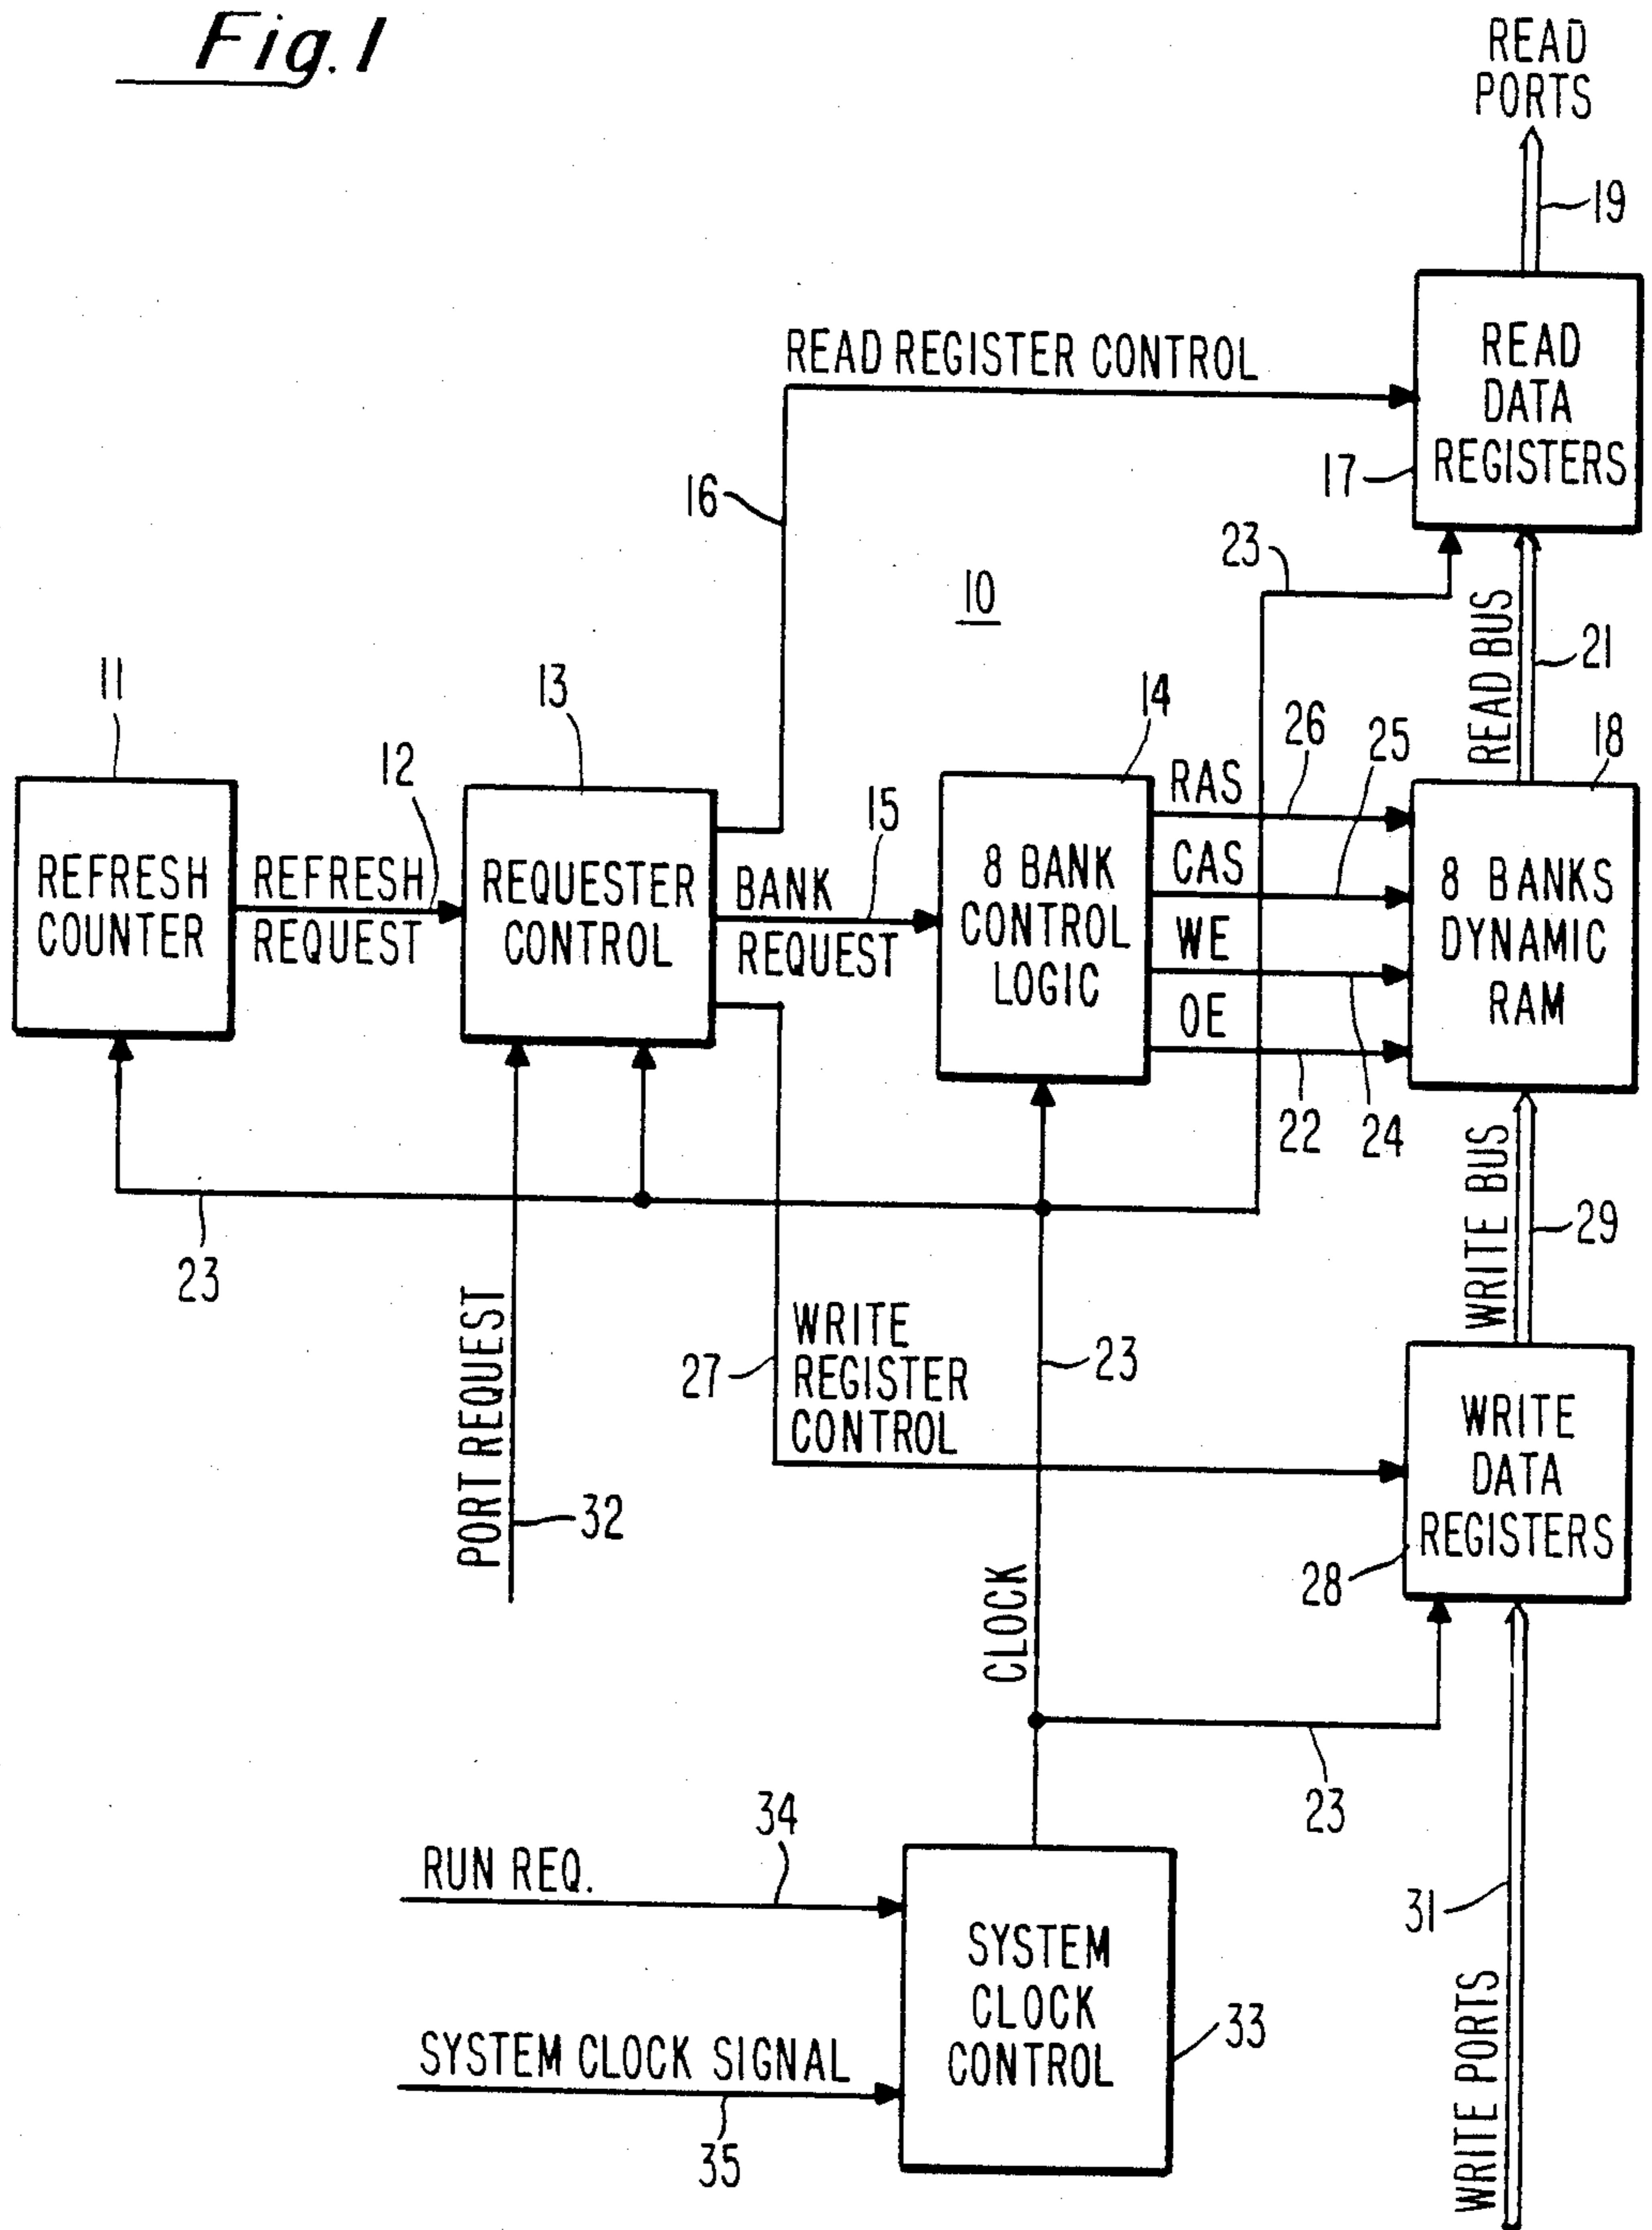 Fig. 1
READ
PORTS
19
READ REGISTER CONTROL
READ
DATA
REGISTERS
17
16
23
10
READ BUS
21
11
13
14
26
25
18
12
15
RAS
CAS
WE
OE
REFRESH
COUNTER
REFRESH
REQUEST
REQUESTER
CONTROL
BANK
REQUEST
8 BANK
CONTROL
LOGIC
8 BANKS
DYNAMIC
RAM
22
24
23
WRITE BUS
29
PORT REQUEST
32
27
WRITE
REGISTER
CONTROL
23
WRITE
DATA
REGISTERS
28
CLOCK
23
34
RUN REQ.
SYSTEM
CLOCK
CONTROL
33
SYSTEM CLOCK SIGNAL
35
31
WRITE PORTS